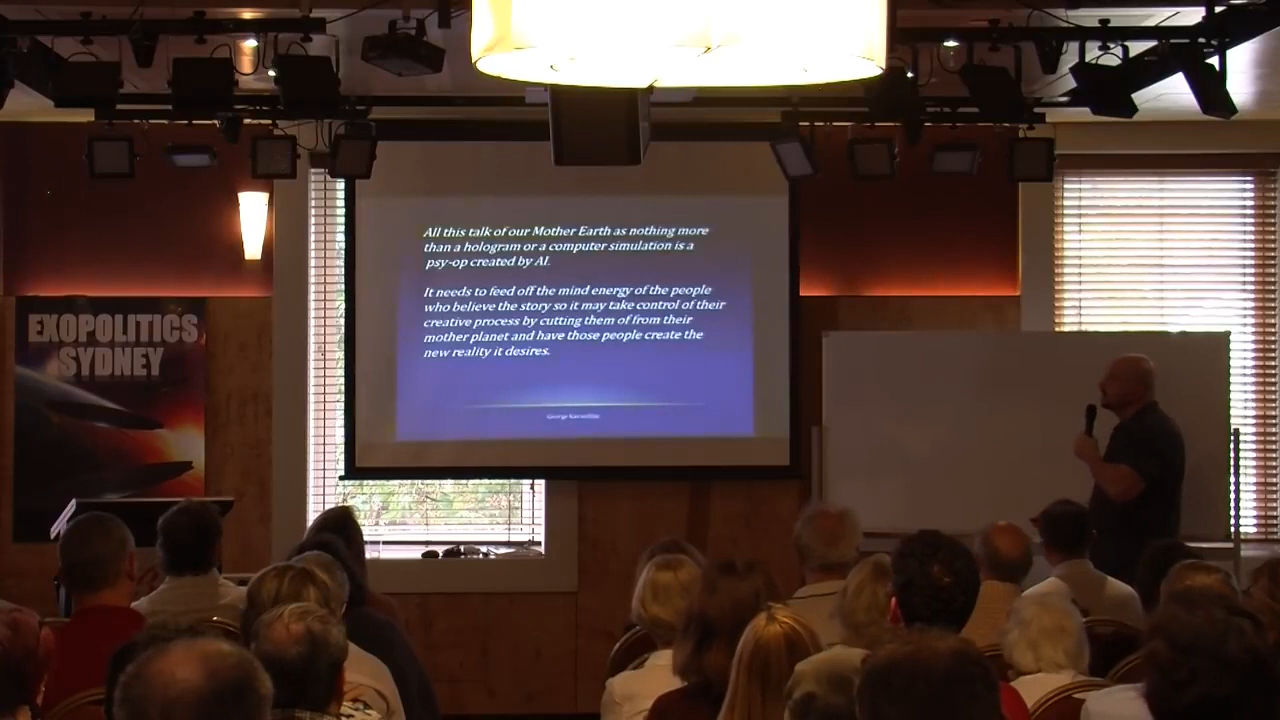 EXOPOLITICS
SYDNEY
All this talk of our Mother Earth as nothing more
than a hologram or a computer simulation is a
psy-op created by AI.
It needs to feed off the mind energy of the people
who believe the story so it may take control of their
creative process by cutting them of from their
mother planet and have those people create the
new reality it desires.
George